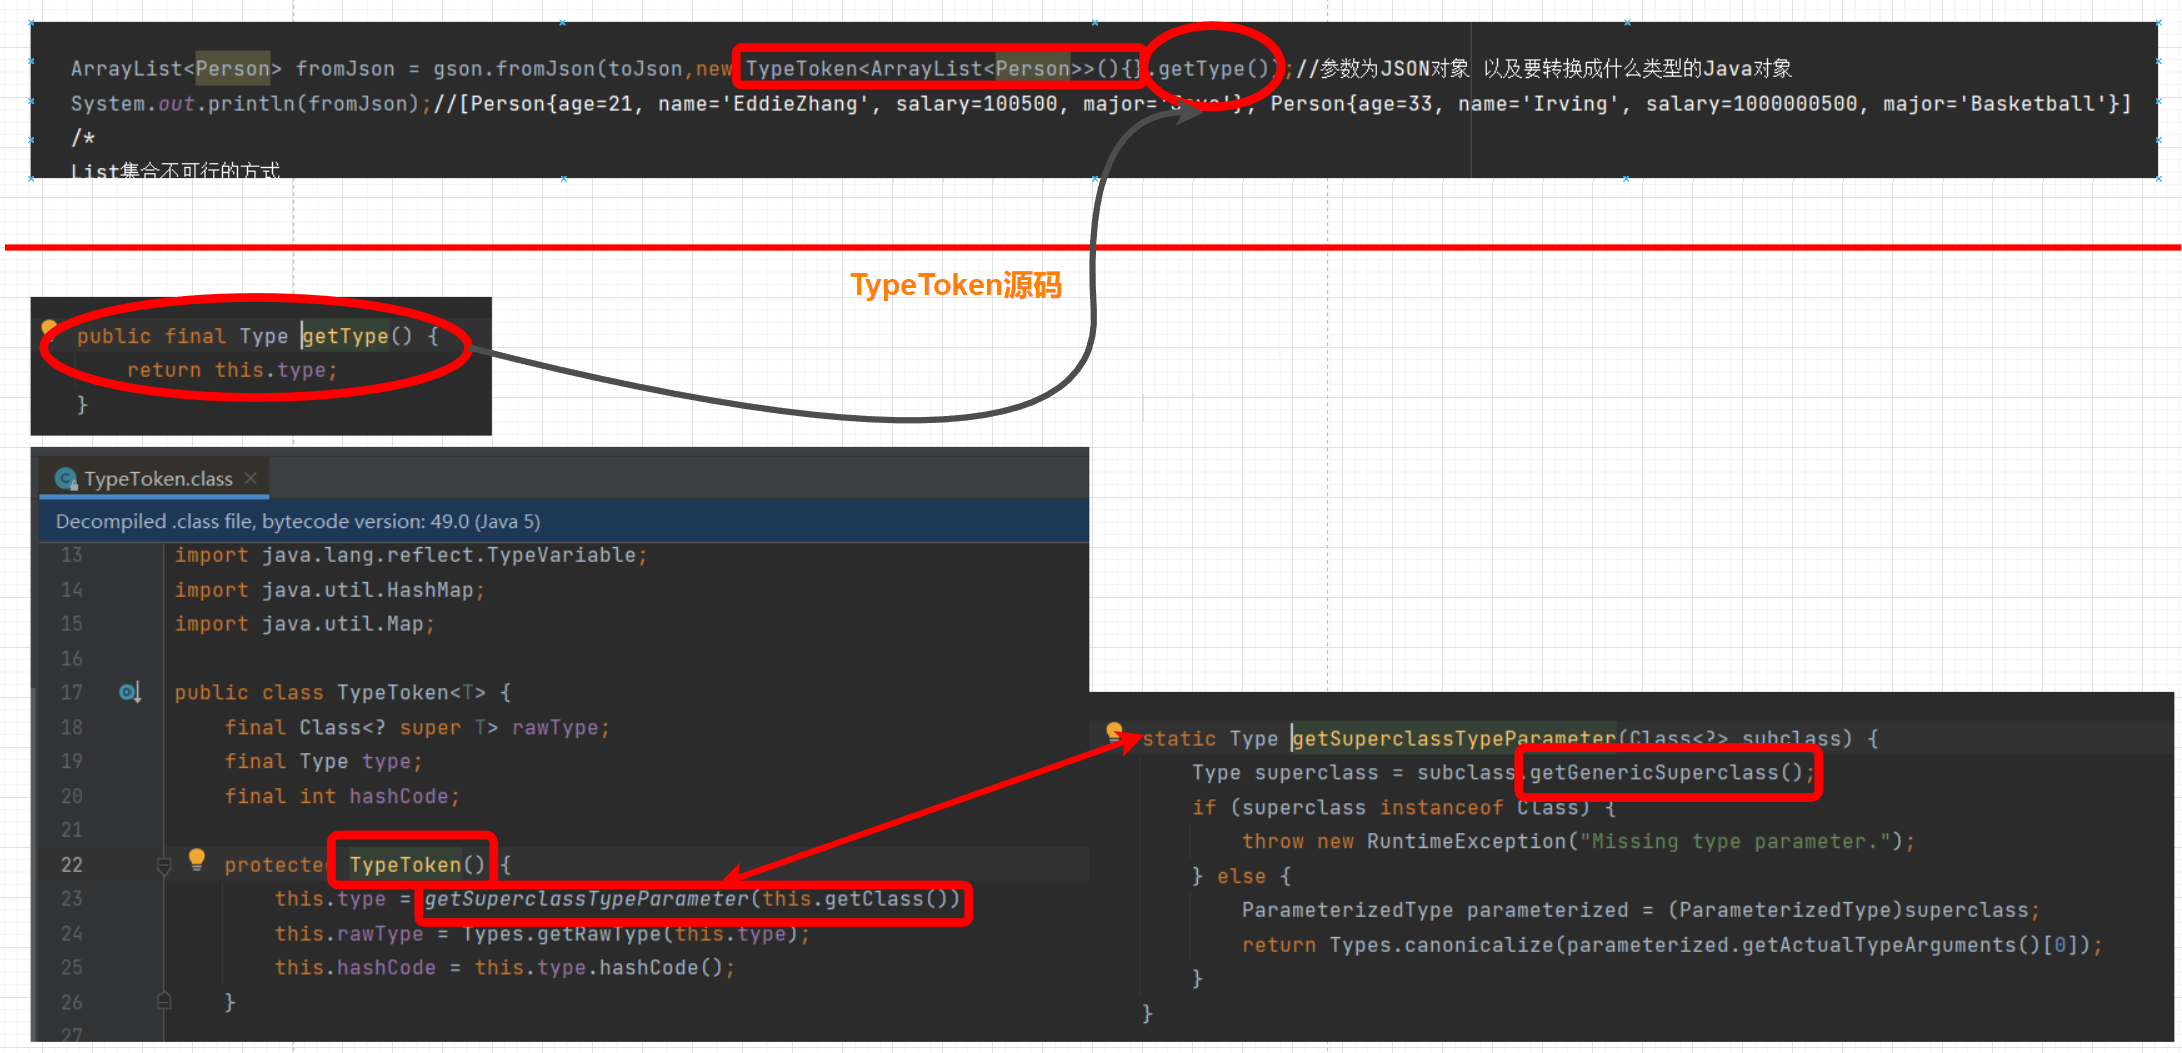 ArrayList<Person> fromJson = gson.fromJson(toJson,new TypeToken<ArrayList<Person>>(){}.getType());//参数为JSON对象 以及要转换成什么类型的Java对象
System.out.println(fromJson);//[Person{age=21, name='EddieZhang', salary=100500, major='Java'}, Person{age=33, name='Irving', salary=1000000500, major='Basketball'}]
/*
List集合不可行的方式
TypeToken源码
public final Type getType() {
return this.type;
}
TypeToken.class
Decompiled .class file, bytecode version: 49.0 (Java 5)
13 import java.lang.reflect.TypeVariable;
14 import java.util.HashMap;
15 import java.util.Map;
16
17 public class TypeToken<T> {
18 final Class<? super T> rawType;
19 final Type type;
20 final int hashCode;
21
22 protected TypeToken() {
23 this.type = getSuperclassTypeParameter(this.getClass())
24 this.rawType = Types.getRawType(this.type);
25 this.hashCode = this.type.hashCode();
26 }
27
static Type getSuperclassTypeParameter(Class<?> subclass) {
Type superclass = subclass.getGenericSuperclass();
if (superclass instanceof Class) {
throw new RuntimeException("Missing type parameter.");
} else {
ParameterizedType parameterized = (ParameterizedType)superclass;
return Types.canonicalize(parameterized.getActualTypeArguments()[0]);
}
}